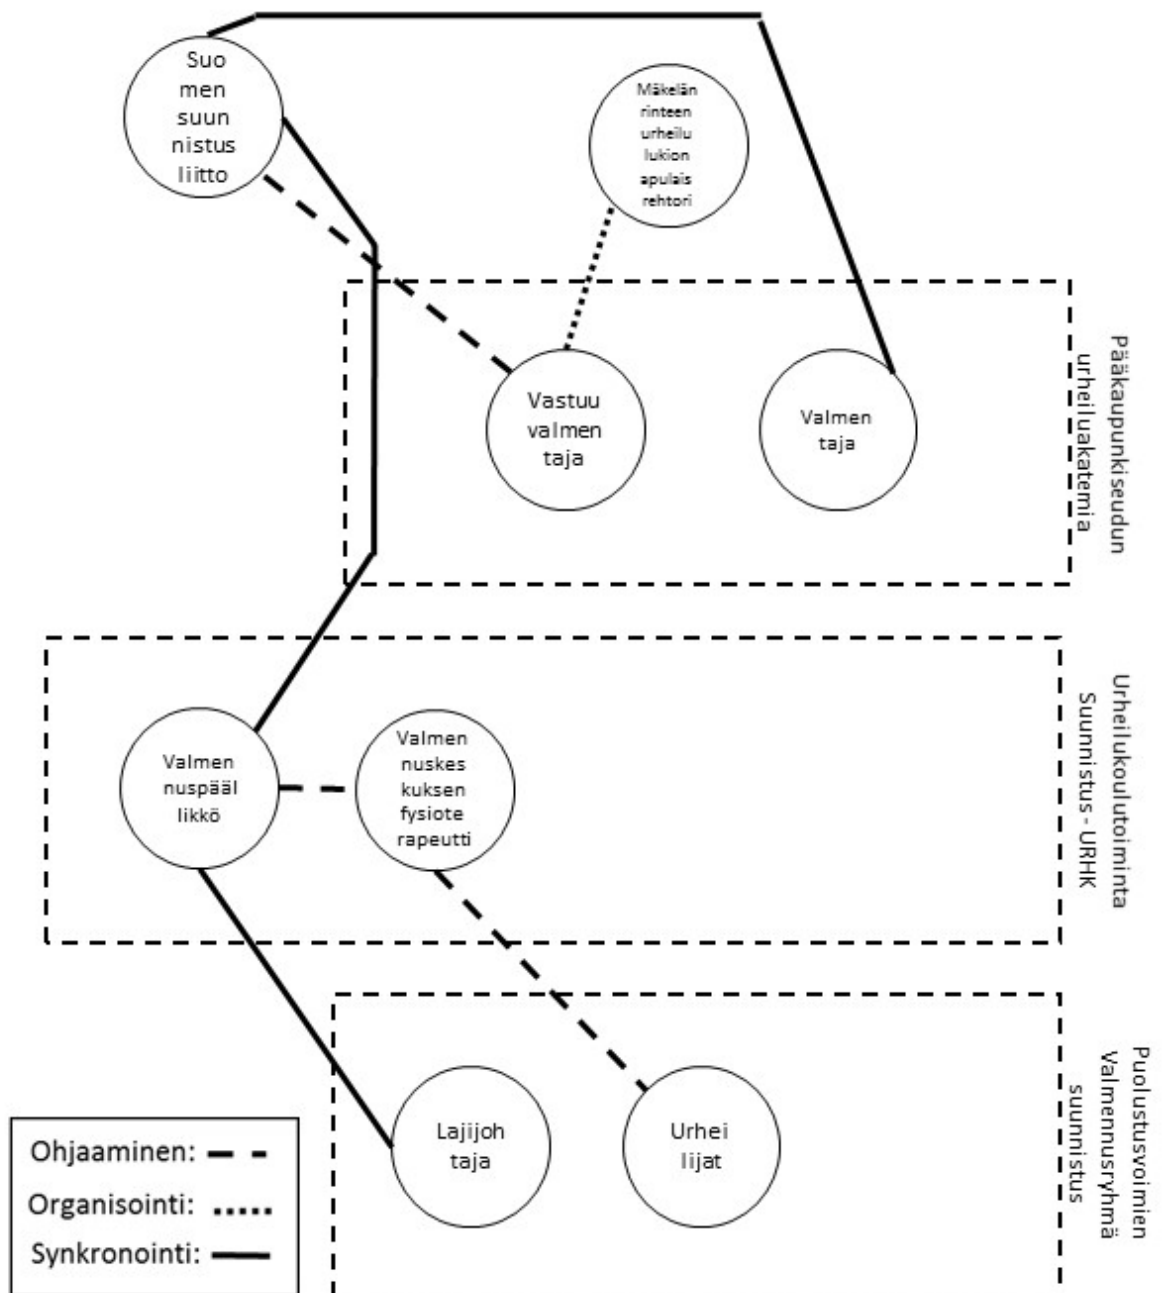 Suo
men
suun
nistus
liitto
Mäkelän
rinteen
urheilu
lukion
apulais
rehtori
Vastuu
valmen
taja
Valmen
taja
Pääkaupunkiseudun
urheiluakatemia
Valmen
nuspääl
likkö
Valmen
nuskes
kuksen
fysiote
rapeutti
Urheilukoulutoiminta
Suunnistus - URHK
Lajijoh
taja
Urhei
lijat
Puolustusvoimien
Valmennusryhmä
suunnistus
Ohjaaminen:
Organisointi:
Synkronointi: